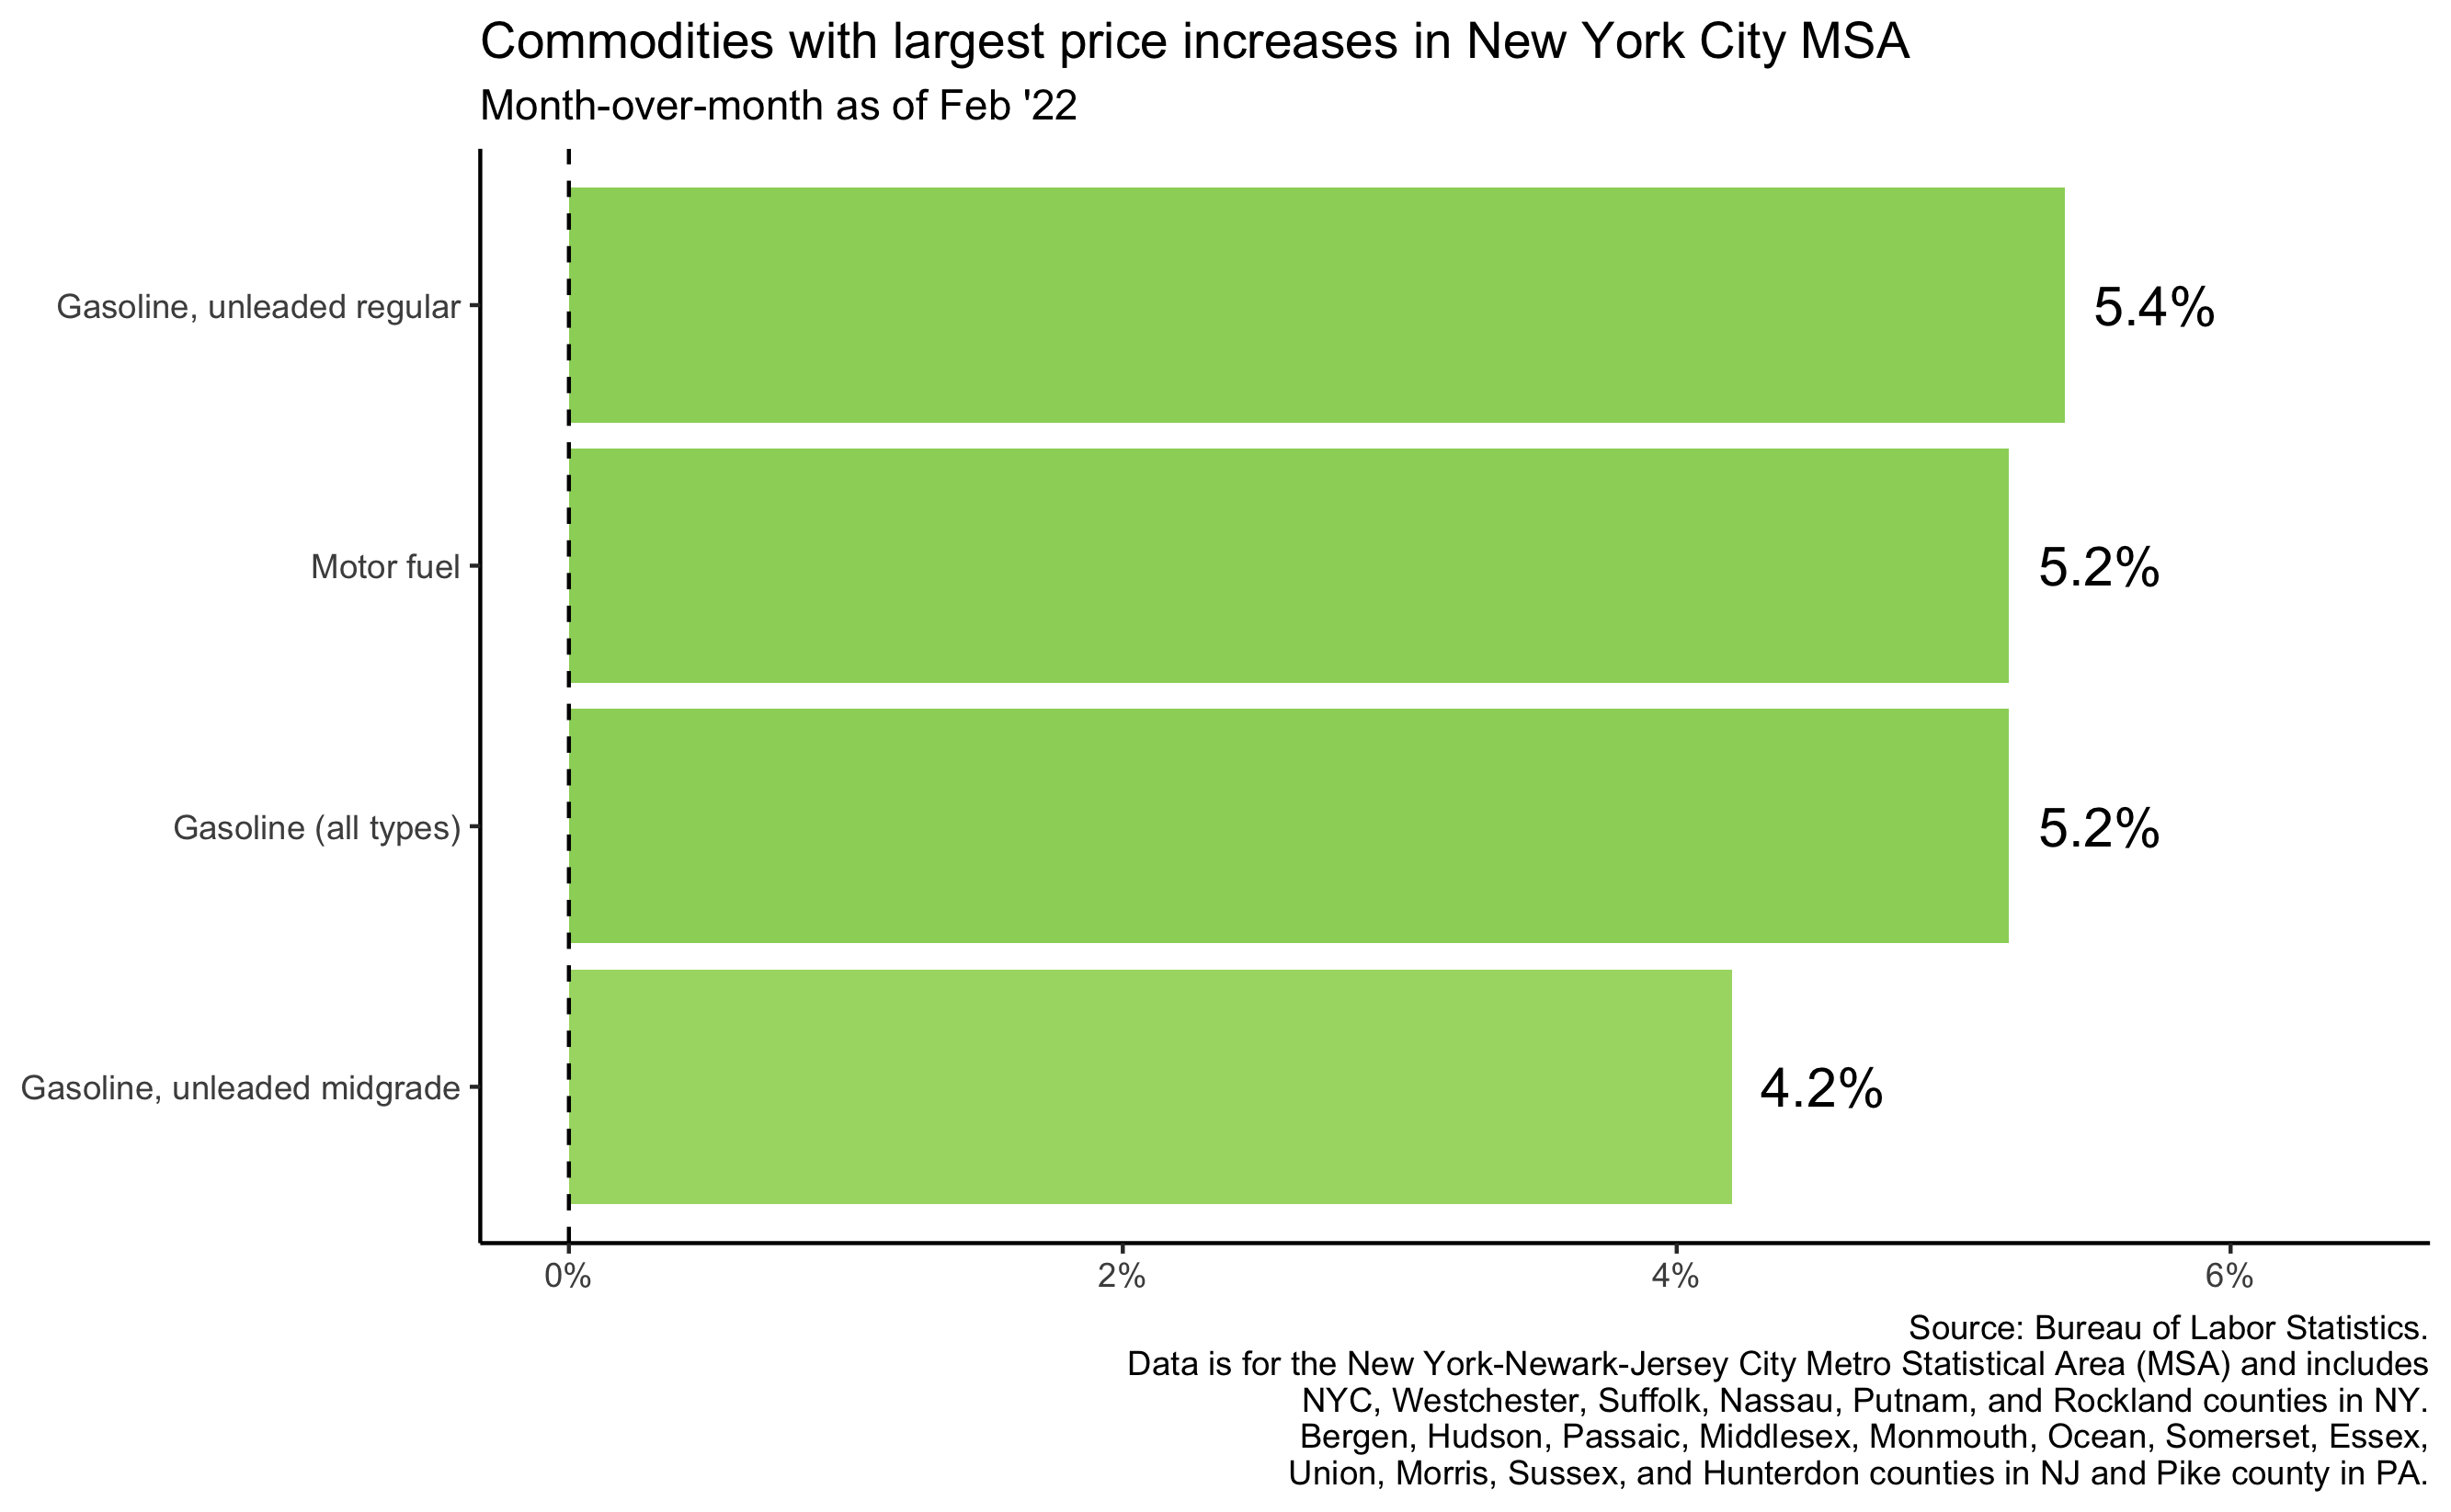 Commodities with largest price increases in New York City MSA
Month-over-month as of Feb '22
Gasoline, unleaded regular
5.4%
Motor fuel
5.2%
Gasoline (all types)
5.2%
Gasoline, unleaded midgrade
4.2%
0% 2% 4% 6%
Source: Bureau of Labor Statistics.
Data is for the New York-Newark-Jersey City Metro Statistical Area (MSA) and includes
NYC, Westchester, Suffolk, Nassau, Putnam, and Rockland counties in NY.
Bergen, Hudson, Passaic, Middlesex, Monmouth, Ocean, Somerset, Essex,
Union, Morris, Sussex, and Hunterdon counties in NJ and Pike county in PA.